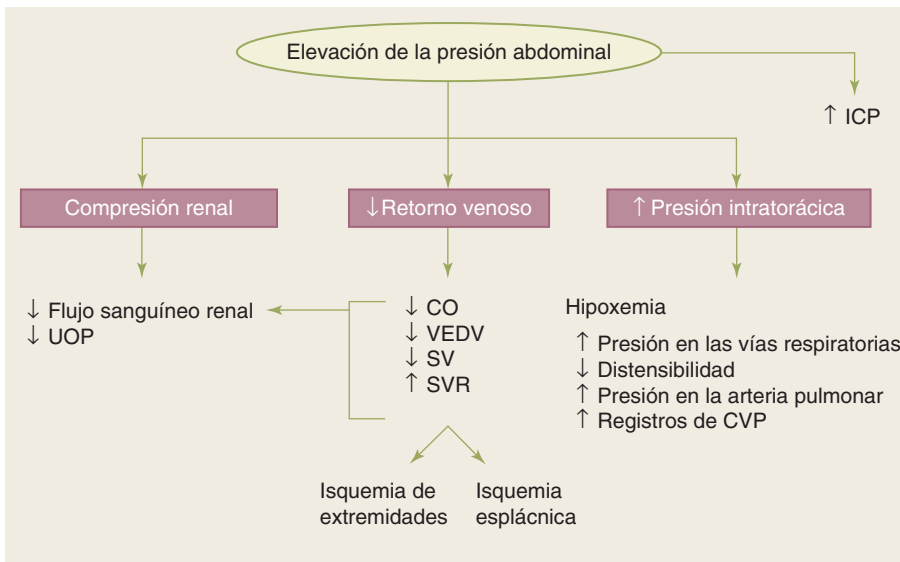 Elevación de la presión abdominal
↑ ICP
Compresión renal
↓ Retorno venoso
↑ Presión intratorácica
↓ Flujo sanguíneo renal
↓ UOP
↓ CO
↓ VEDV
↓ SV
↑ SVR
Hipoxemia
↑ Presión en las vías respiratorias
↓ Distensibilidad
↑ Presión en la arteria pulmonar
↑ Registros de CVP
Isquemia de
extremidades
Isquemia
esplácnica